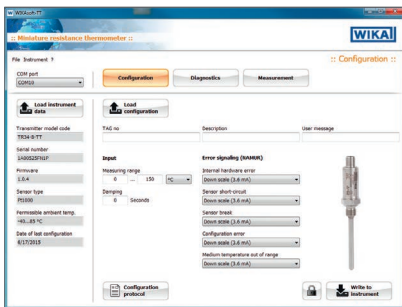 WIKAsoft-TT
:: Miniature resistance thermometer ::
WIKA
File Instrument ?
:: Configuration ::
COM port
COM10
Configuration
Diagnostics
Measurement
Load instrument data
Load configuration
Transmitter model code
TR34-B-TT
TAG no
Description
User message
Serial number
1A00S25FN1F
Firmware
1.0.4
Sensor type
Pt1000
Permissible ambient temp.
-40...85 °C
Date of last configuration
6/17/2015
Input
Measuring range
0 ... 150 °C
Damping
0 Seconds
Error signaling (NAMUR)
Internal hardware error
Down scale (3.6 mA)
Sensor short-circuit
Down scale (3.6 mA)
Sensor break
Down scale (3.6 mA)
Configuration error
Down scale (3.6 mA)
Medium temperature out of range
Down scale (3.6 mA)
Configuration protocol
Write to instrument